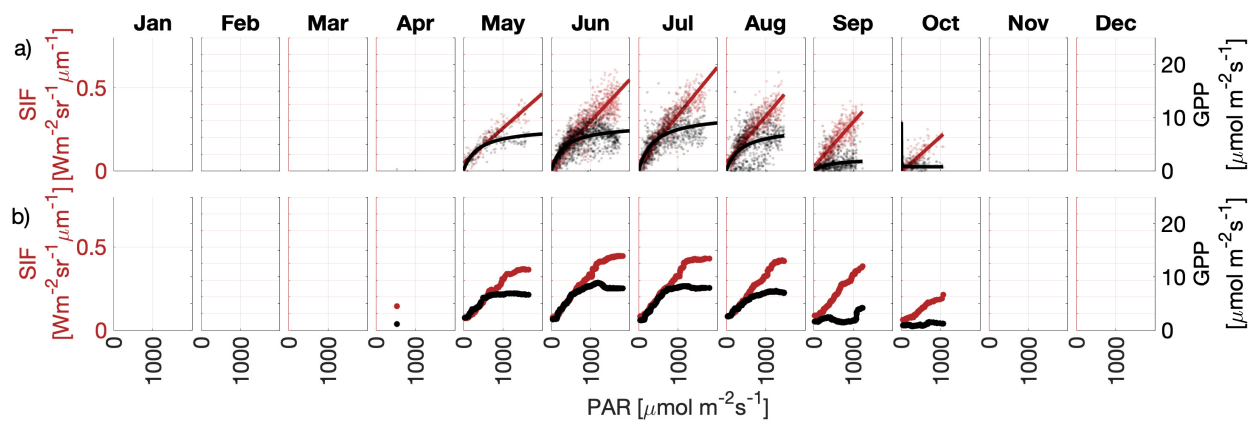 Jan Feb Mar Apr May Jun Jul Aug Sep Oct Nov Dec
a)
SIF
[Wm⁻²sr⁻¹μm⁻¹]
0.5
0
20
10
0
GPP
[μmol m⁻²s⁻¹]
b)
SIF
[Wm⁻²sr⁻¹μm⁻¹]
0.5
0
20
10
0
GPP
[μmol m⁻²s⁻¹]
0 1000 0 1000 0 1000 0 1000 0 1000 0 1000 0 1000 0 1000 0 1000 0 1000 0 1000 0 1000
PAR [μmol m⁻²s⁻¹]